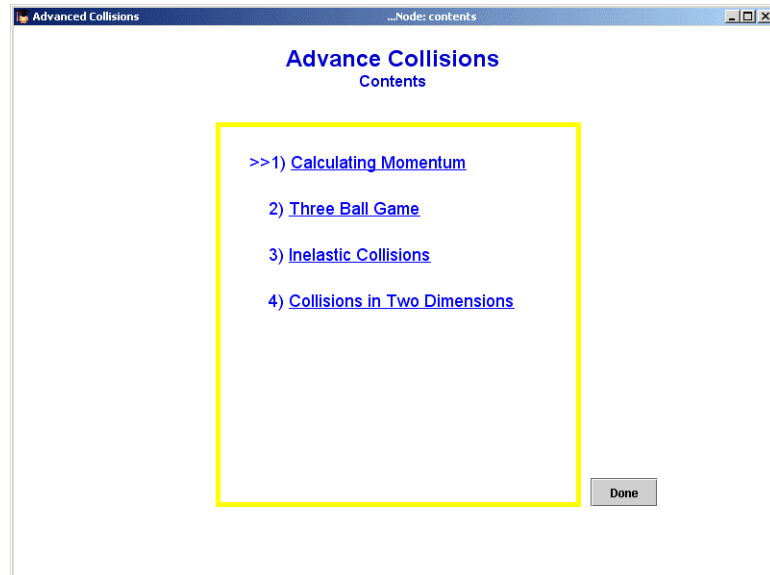 Advanced Collisions ...Node: contents
Advance Collisions
Contents
>>1) Calculating Momentum
2) Three Ball Game
3) Inelastic Collisions
4) Collisions in Two Dimensions
Done